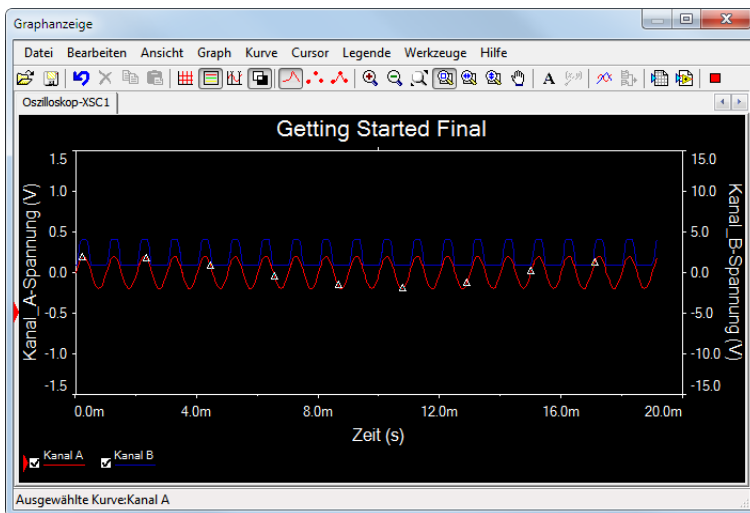 Graphanzeige
Datei Bearbeiten Ansicht Graph Kurve Cursor Legende Werkzeuge Hilfe
A (x,y)
Oszilloskop-XSC1
Getting Started Final
Kanal_A-Spannung (V)
1.5
1.0
0.5
0.0
-0.5
-1.0
-1.5
15.0
10.0
5.0
0.0
-5.0
-10.0
-15.0
Kanal_B-Spannung (V)
0.0m 4.0m 8.0m 12.0m 16.0m 20.0m
Zeit (s)
Kanal A Kanal B
Ausgewählte Kurve:Kanal A